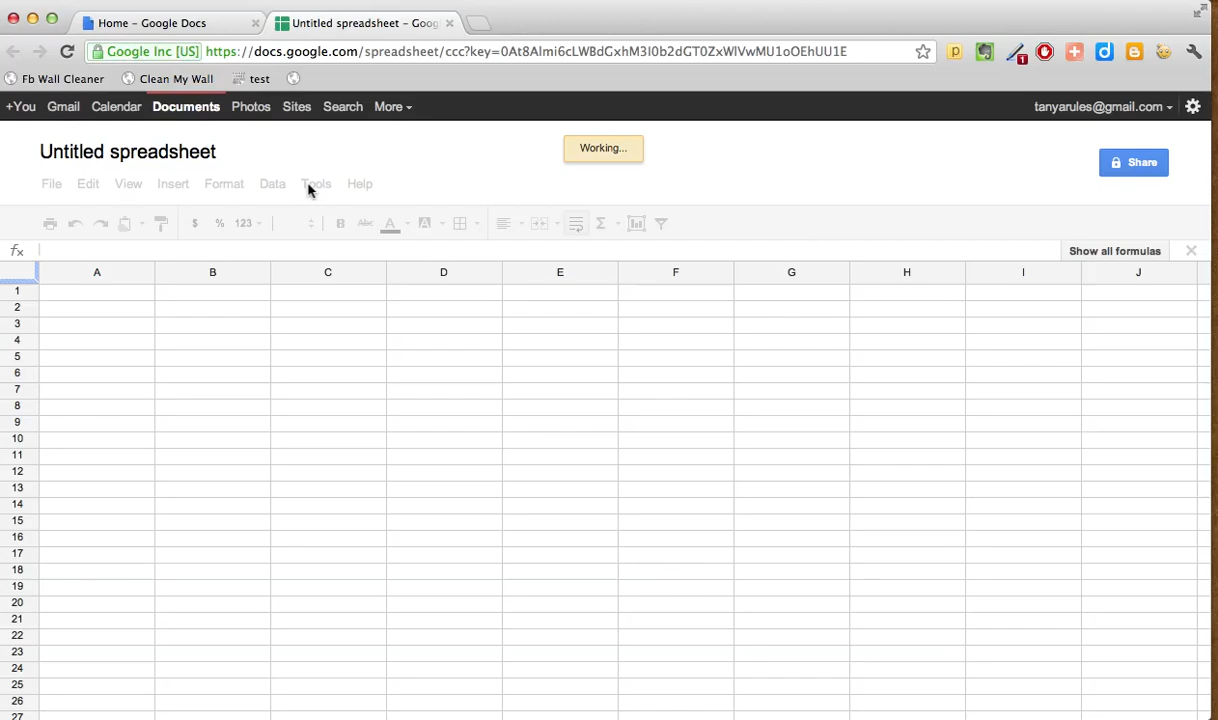 Home – Google Docs
Untitled spreadsheet – Goog
Google Inc [US] https://docs.google.com/spreadsheet/ccc?key=0At8Almi6cLWBdGxhM3l0b2dGT0ZxWlVwMU1oOEhUU1E
p 1 d
Fb Wall Cleaner Clean My Wall test
+You Gmail Calendar Documents Photos Sites Search More
tanyarules@gmail.com
Untitled spreadsheet
Working...
Share
File Edit View Insert Format Data Tools Help
$ % 123 B Abc A A Σ
fx
Show all formulas
A B C D E F G H I J
1
2
3
4
5
6
7
8
9
10
11
12
13
14
15
16
17
18
19
20
21
22
23
24
25
26
27